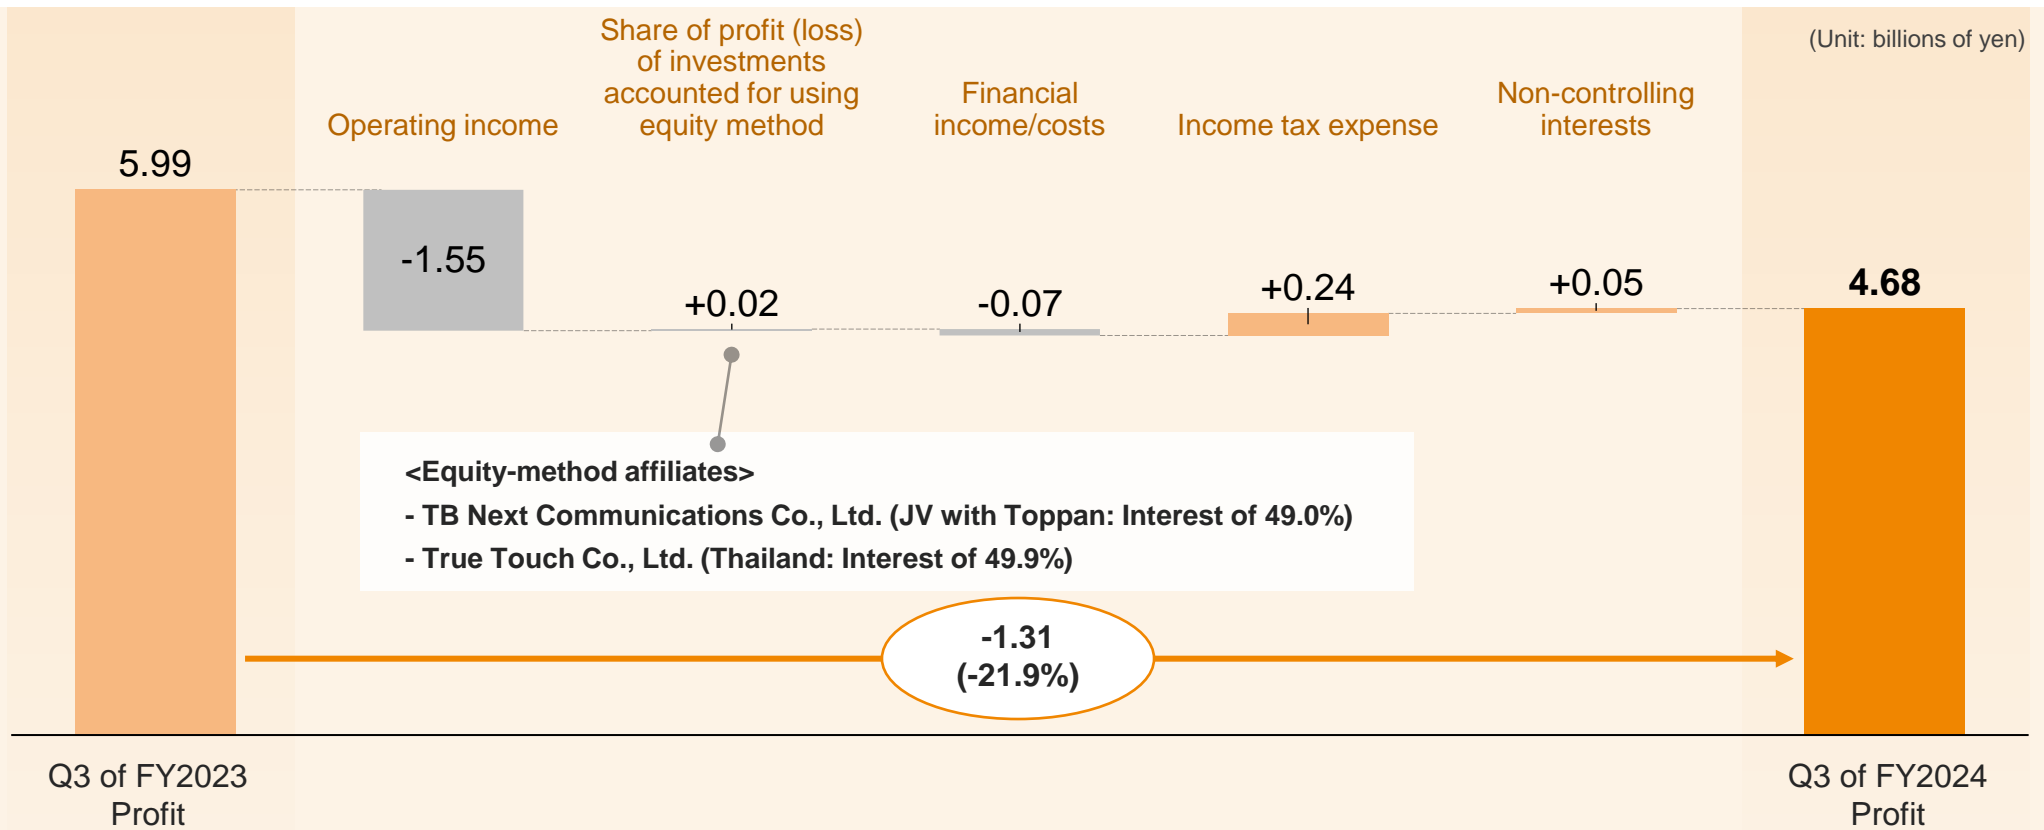 (Unit: billions of yen)
Share of profit (loss)
of investments
accounted for using
equity method
Operating income
Financial
income/costs
Income tax expense
Non-controlling
interests
5.99
-1.55
+0.02
-0.07
+0.24
+0.05
4.68
<Equity-method affiliates>
- TB Next Communications Co., Ltd. (JV with Toppan: Interest of 49.0%)
- True Touch Co., Ltd. (Thailand: Interest of 49.9%)
-1.31
(-21.9%)
Q3 of FY2023
Profit
Q3 of FY2024
Profit